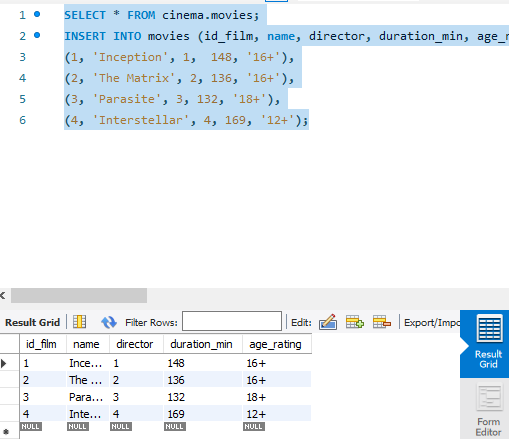 1 SELECT * FROM cinema.movies;
2 INSERT INTO movies (id_film, name, director, duration_min, age_r
3 (1, 'Inception', 1,  148, '16+'),
4 (2, 'The Matrix', 2, 136, '16+'),
5 (3, 'Parasite', 3, 132, '18+'),
6 (4, 'Interstellar', 4, 169, '12+');
Result Grid Filter Rows: Edit: Export/Impo
id_film name director duration_min age_rating
1 Ince... 1 148 16+
2 The ... 2 136 16+
3 Para... 3 132 18+
4 Inte... 4 169 12+
NULL NULL NULL NULL NULL
Result
Grid
Form
Editor